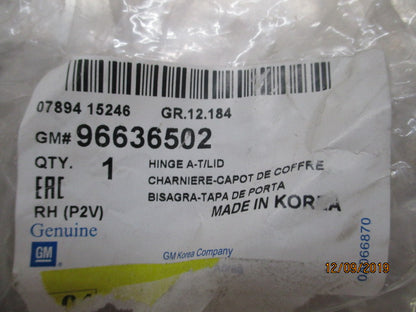 07894 15246 GR.12.184
GM# 96636502
QTY. 1 HINGE A-T/LID
CHARNIERE-CAPOT DE COFFRE
EAC BISAGRA-TAPA DE PORTA
RH (P2V) MADE IN KOREA
Genuine
GM
GM Korea Company
12/09/2019